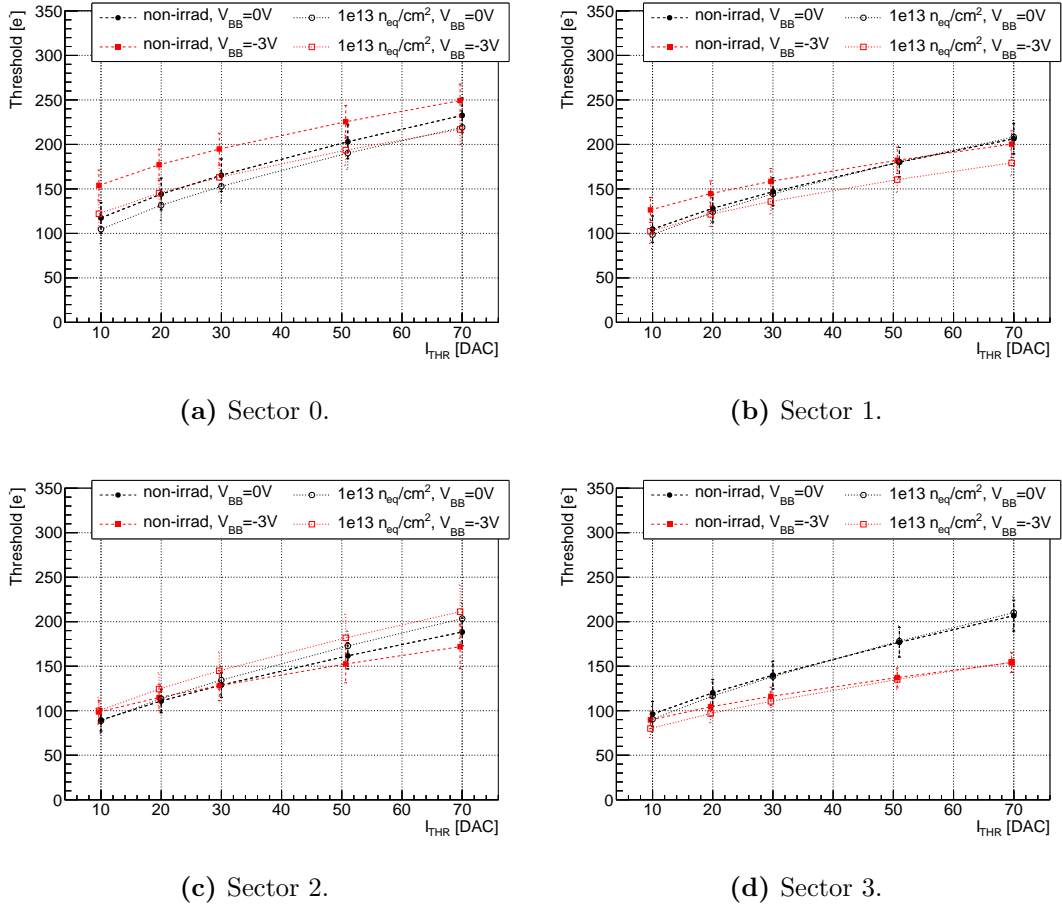 non-irrad, V_BB=0V 1e13 n_eq/cm², V_BB=0V
non-irrad, V_BB=-3V 1e13 n_eq/cm², V_BB=-3V
Threshold [e⁻]
350
300
250
200
150
100
50
0
10 20 30 40 50 60 70
I_THR [DAC]
(a) Sector 0.
non-irrad, V_BB=0V 1e13 n_eq/cm², V_BB=0V
non-irrad, V_BB=-3V 1e13 n_eq/cm², V_BB=-3V
Threshold [e⁻]
350
300
250
200
150
100
50
0
10 20 30 40 50 60 70
I_THR [DAC]
(b) Sector 1.
non-irrad, V_BB=0V 1e13 n_eq/cm², V_BB=0V
non-irrad, V_BB=-3V 1e13 n_eq/cm², V_BB=-3V
Threshold [e⁻]
350
300
250
200
150
100
50
0
10 20 30 40 50 60 70
I_THR [DAC]
(c) Sector 2.
non-irrad, V_BB=0V 1e13 n_eq/cm², V_BB=0V
non-irrad, V_BB=-3V 1e13 n_eq/cm², V_BB=-3V
Threshold [e⁻]
350
300
250
200
150
100
50
0
10 20 30 40 50 60 70
I_THR [DAC]
(d) Sector 3.